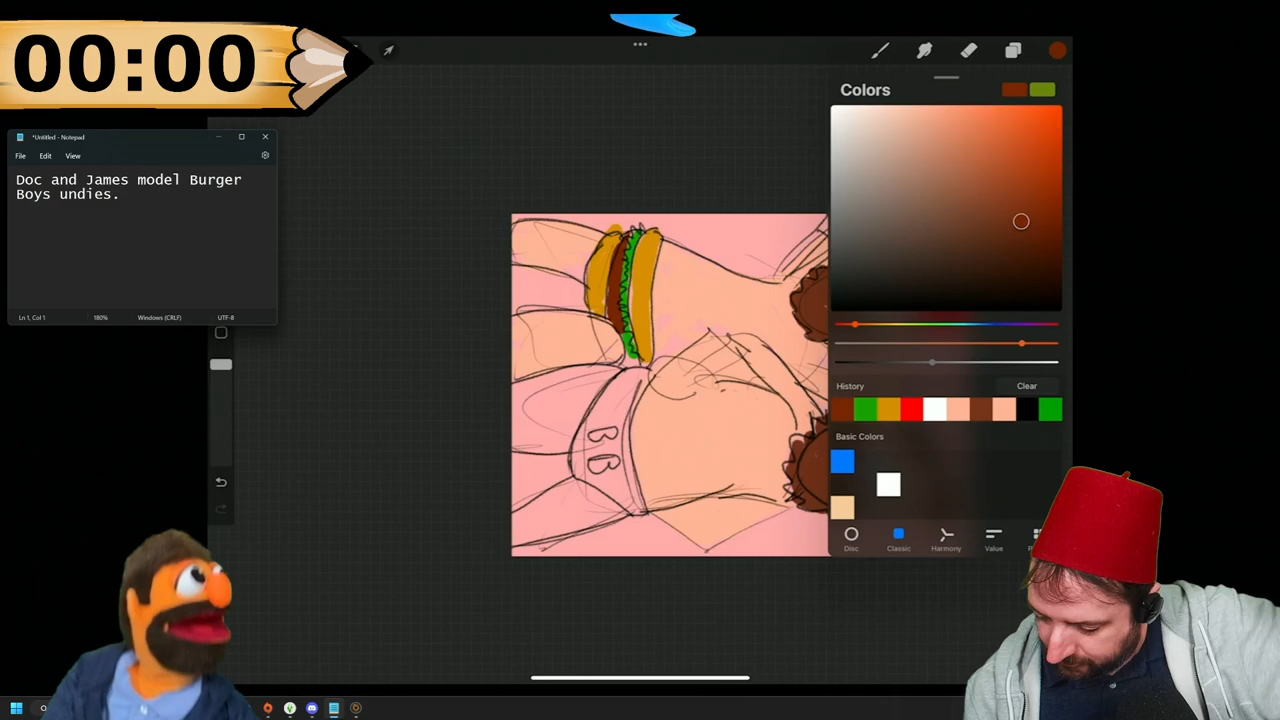 00:00
*Untitled - Notepad
File Edit View
Doc and James model Burger
Boys undies.
Ln 1, Col 1 180% Windows (CRLF) UTF-8
Colors
History Clear
Basic Colors
Disc Classic Harmony Value
BB